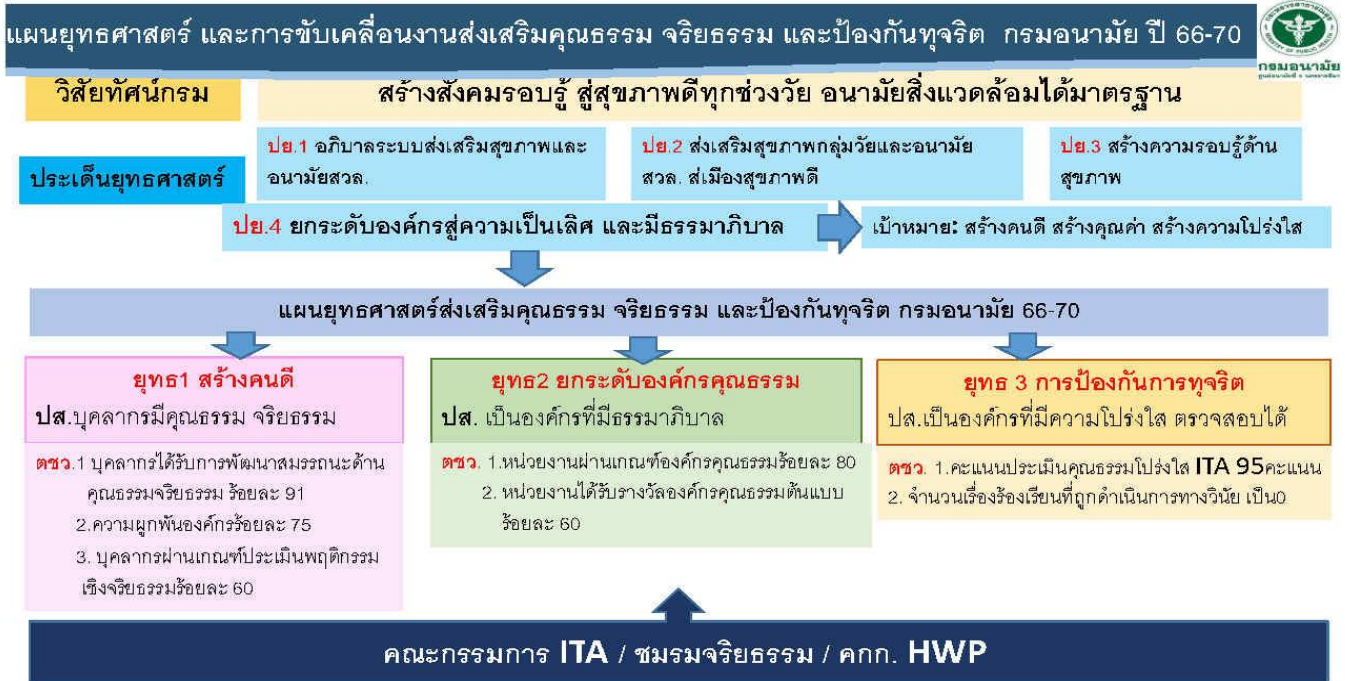 แผนยุทธศาสตร์ และการขับเคลื่อนงานส่งเสริมคุณธรรม จริยธรรม และป้องกันทุจริต กรมอนามัย ปี 66-70
กรมอนามัย
วิสัยทัศน์กรม
สร้างสังคมรอบรู้ สู่สุขภาพดีทุกช่วงวัย อนามัยสิ่งแวดล้อมได้มาตรฐาน
ประเด็นยุทธศาสตร์
ปย.1 อภิบาลระบบส่งเสริมสุขภาพและ
อนามัยสวล.
ปย.2 ส่งเสริมสุขภาพกลุ่มวัยและอนามัย
สวล. ส่เมืองสุขภาพดี
ปย.3 สร้างความรอบรู้ด้าน
สุขภาพ
ปย.4 ยกระดับองค์กรสู่ความเป็นเลิศ และมีธรรมาภิบาล
เป้าหมาย: สร้างคนดี สร้างคุณค่า สร้างความโปร่งใส
แผนยุทธศาสตร์ส่งเสริมคุณธรรม จริยธรรม และป้องกันทุจริต กรมอนามัย 66-70
ยุทธ1 สร้างคนดี
ปส.บุคลากรมีคุณธรรม จริยธรรม
ตชว.1 บุคลากรได้รับการพัฒนาสมรรถนะด้าน
คุณธรรมจริยธรรม ร้อยละ 91
2.ความผูกพันองค์กรร้อยละ 75
3. บุคลากรผ่านเกณฑ์ประเมินพฤติกรรม
เชิงจริยธรรมร้อยละ 60
ยุทธ2 ยกระดับองค์กรคุณธรรม
ปส. เป็นองค์กรที่มีธรรมาภิบาล
ตชว. 1.หน่วยงานผ่านเกณฑ์องค์กรคุณธรรมร้อยละ 80
2. หน่วยงานได้รับรางวัลองค์กรคุณธรรมต้นแบบ
ร้อยละ 60
ยุทธ 3 การป้องกันการทุจริต
ปส.เป็นองค์กรที่มีความโปร่งใส ตรวจสอบได้
ตชว. 1.คะแนนประเมินคุณธรรมโปร่งใส ITA 95คะแนน
2. จำนวนเรื่องร้องเรียนที่ถูกดำเนินการทางวินัย เป็น0
คณะกรรมการ ITA / ชมรมจริยธรรม / คกก. HWP